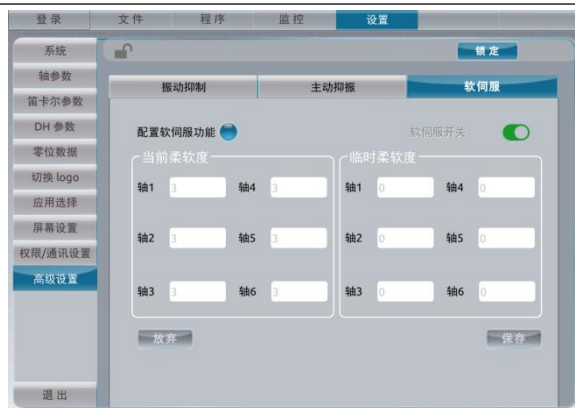 登录 文件 程序 监控 设置
系统
轴参数
笛卡尔参数
DH 参数
零位数据
切换 logo
应用选择
屏幕设置
权限/通讯设置
高级设置
退出
锁定
振动抑制 主动抑振 软伺服
配置软伺服功能 软伺服开关
当前柔软度 临时柔软度
轴1 3 轴4 3 轴1 0 轴4 0
轴2 3 轴5 3 轴2 0 轴5 0
轴3 3 轴6 3 轴3 0 轴6 0
放弃 保存